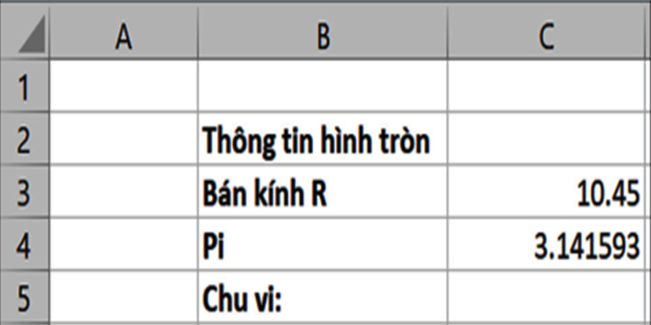 A B C
1
2 Thông tin hình tròn
3 Bán kính R 10.45
4 Pi 3.141593
5 Chu vi: